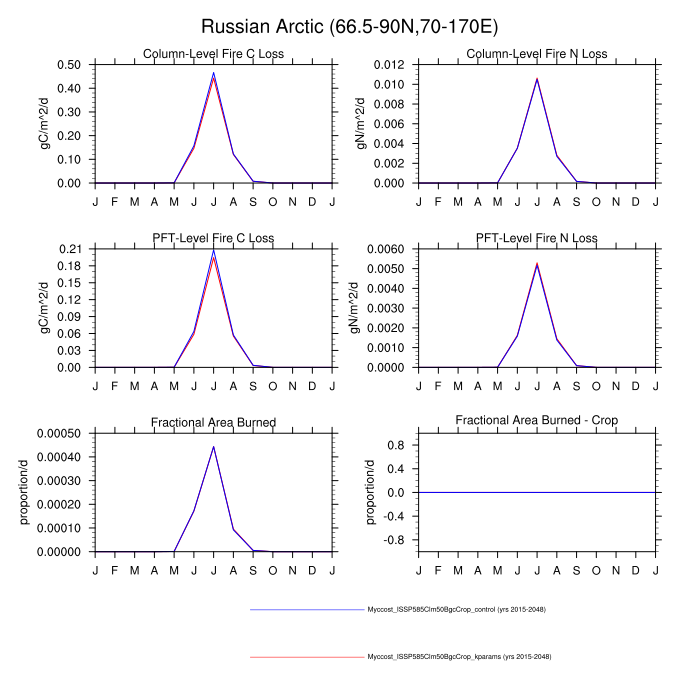 Russian Arctic (66.5-90N,70-170E)
Column-Level Fire C Loss
gC/m^2/d
0.50
0.40
0.30
0.20
0.10
0.00
J F M A M J J A S O N D J
Column-Level Fire N Loss
gN/m^2/d
0.012
0.010
0.008
0.006
0.004
0.002
0.000
J F M A M J J A S O N D J
PFT-Level Fire C Loss
gC/m^2/d
0.21
0.18
0.15
0.12
0.09
0.06
0.03
0.00
J F M A M J J A S O N D J
PFT-Level Fire N Loss
gN/m^2/d
0.0060
0.0050
0.0040
0.0030
0.0020
0.0010
0.0000
J F M A M J J A S O N D J
Fractional Area Burned
proportion/d
0.00050
0.00040
0.00030
0.00020
0.00010
0.00000
J F M A M J J A S O N D J
Fractional Area Burned - Crop
proportion/d
0.8
0.4
0.0
-0.4
-0.8
J F M A M J J A S O N D J
Myccost_ISSP585Clm50BgcCrop_control (yrs 2015-2048)
Myccost_ISSP585Clm50BgcCrop_kparams (yrs 2015-2048)